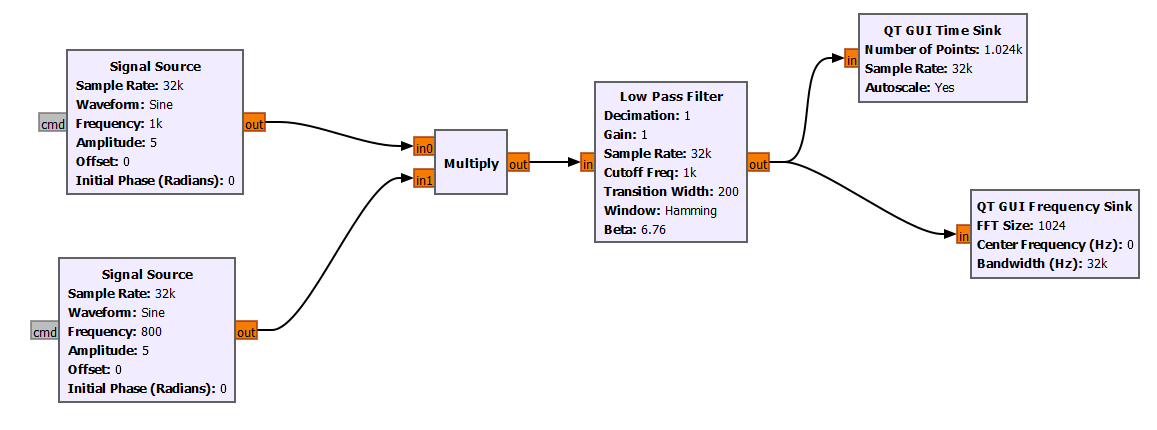 Signal Source
Sample Rate: 32k
Waveform: Sine
Frequency: 1k
Amplitude: 5
Offset: 0
Initial Phase (Radians): 0
cmd
out
Signal Source
Sample Rate: 32k
Waveform: Sine
Frequency: 800
Amplitude: 5
Offset: 0
Initial Phase (Radians): 0
cmd
out
in0
in1
Multiply
out
in
Low Pass Filter
Decimation: 1
Gain: 1
Sample Rate: 32k
Cutoff Freq: 1k
Transition Width: 200
Window: Hamming
Beta: 6.76
out
in
QT GUI Time Sink
Number of Points: 1.024k
Sample Rate: 32k
Autoscale: Yes
in
QT GUI Frequency Sink
FFT Size: 1024
Center Frequency (Hz): 0
Bandwidth (Hz): 32k